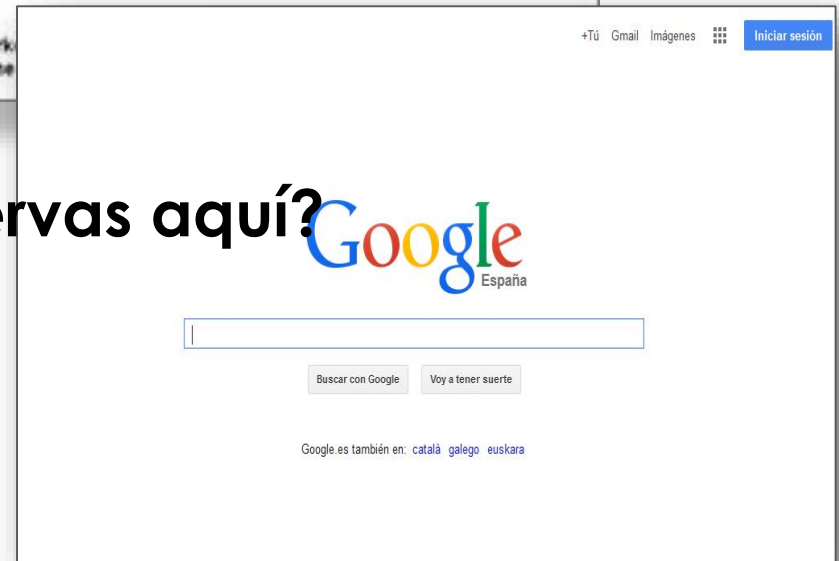 +Tú Gmail Imágenes Iniciar sesión
ervas aquí?
Google
España
Buscar con Google Voy a tener suerte
Google.es también en: català galego euskara